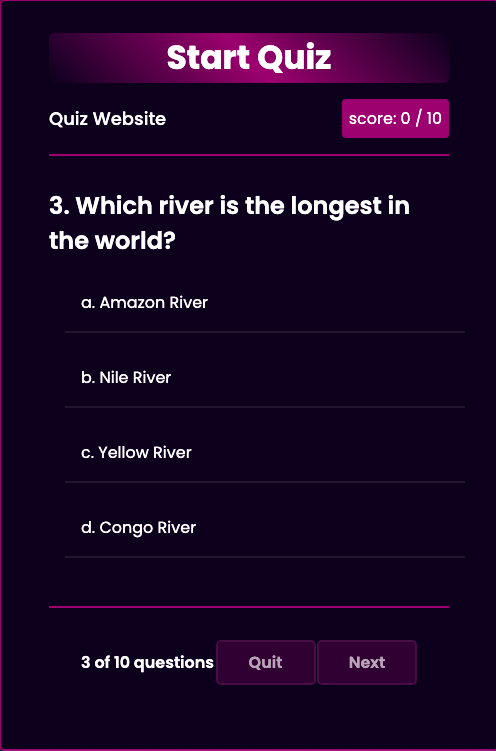 Start Quiz
Quiz Website
score: 0 / 10
3. Which river is the longest in
the world?
a. Amazon River
b. Nile River
c. Yellow River
d. Congo River
3 of 10 questions
Quit
Next